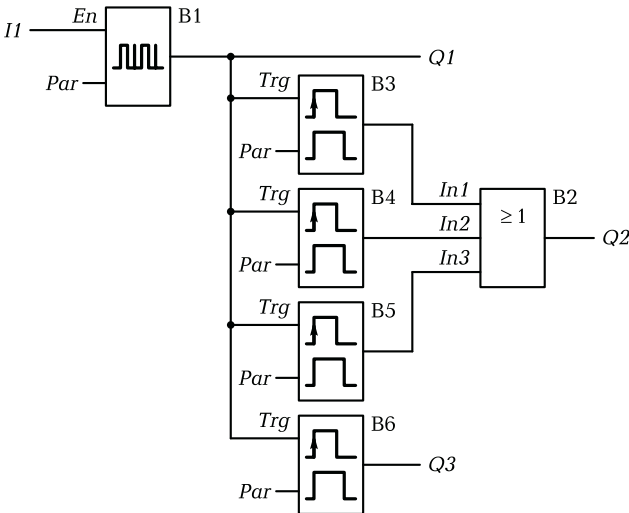 En B1
I1
Q1
Par
Trg B3
Par
Trg B4
In1 B2
≥ 1
In2
Q2
Par
In3
Trg B5
Par
Trg B6
Q3
Par